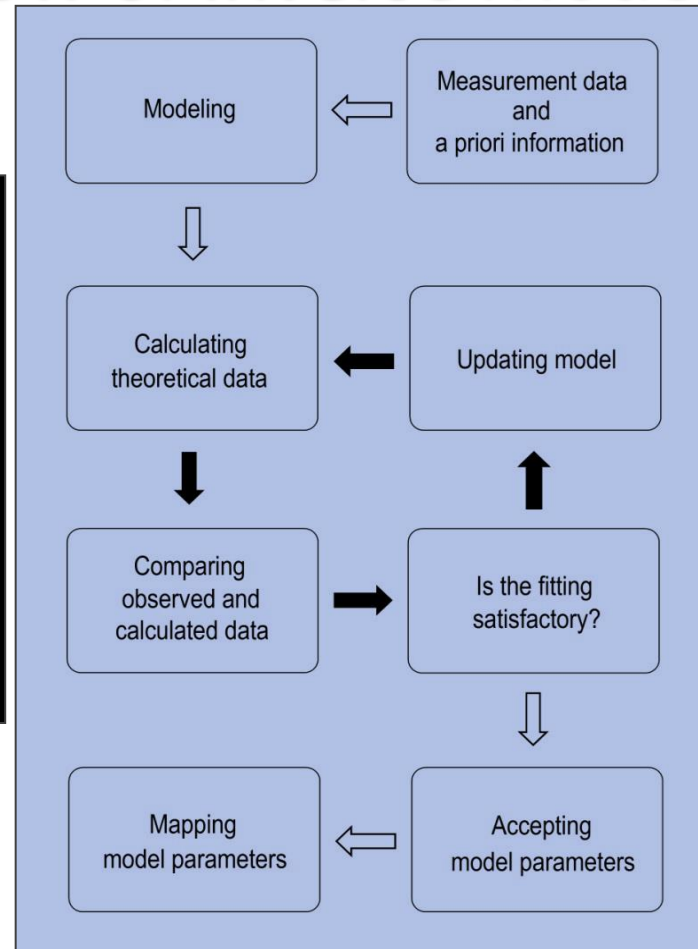 Modeling
Measurement data
and
a priori information
Calculating
theoretical data
Updating model
Comparing
observed and
calculated data
Is the fitting
satisfactory?
Mapping
model parameters
Accepting
model parameters